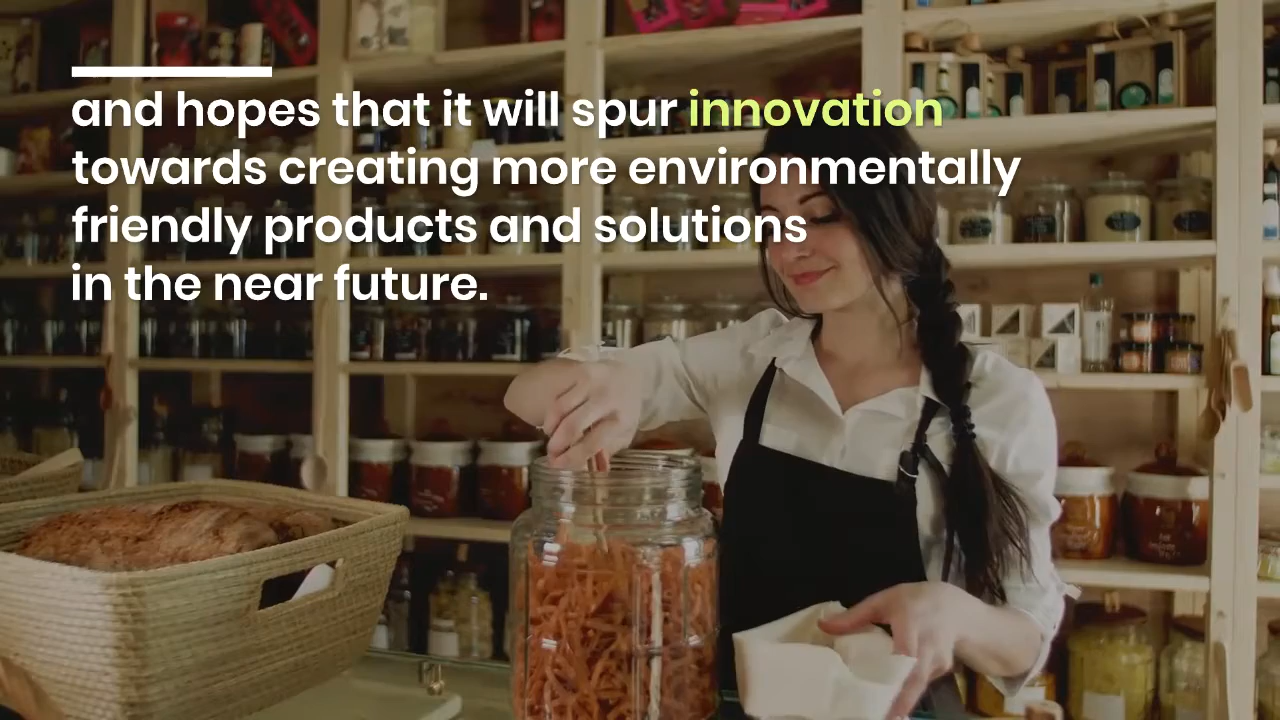 and hopes that it will spur innovation
towards creating more environmentally
friendly products and solutions
in the near future.